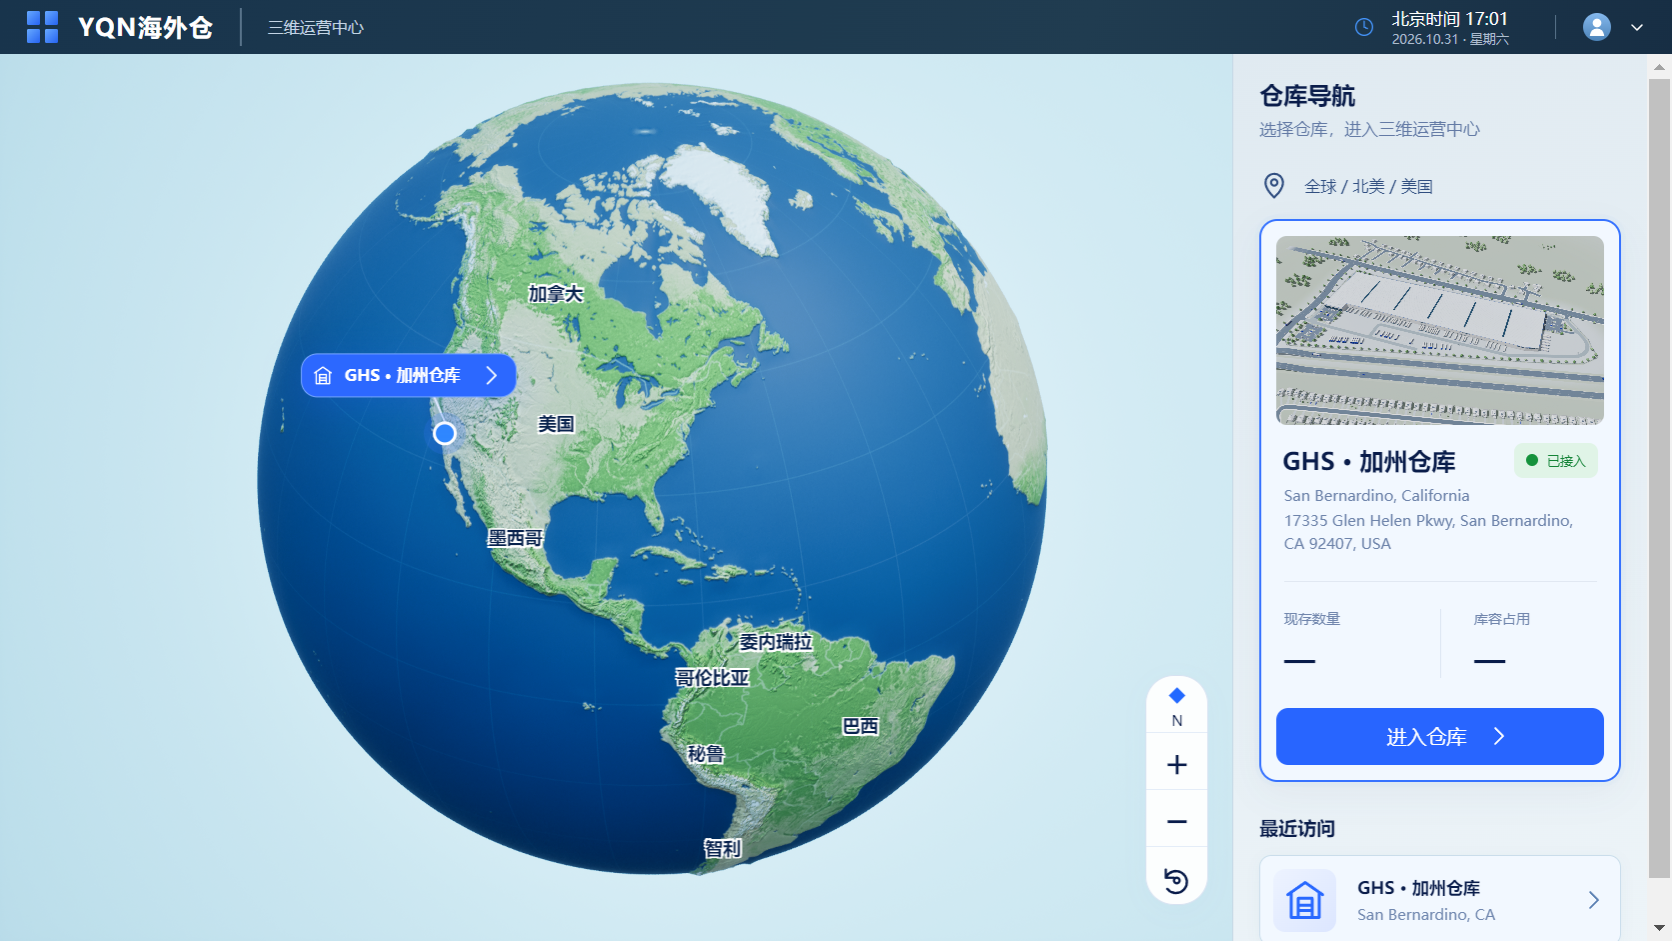 YQN海外仓
三维运营中心
北京时间 17:01
2026.10.31 · 星期六
加拿大
GHS • 加州仓库
美国
墨西哥
委内瑞拉
哥伦比亚
巴西
秘鲁
智利
N
仓库导航
选择仓库，进入三维运营中心
全球 / 北美 / 美国
GHS • 加州仓库
已接入
San Bernardino, California
17335 Glen Helen Pkwy, San Bernardino,
CA 92407, USA
现存数量
库容占用
—
—
进入仓库
最近访问
GHS • 加州仓库
San Bernardino, CA